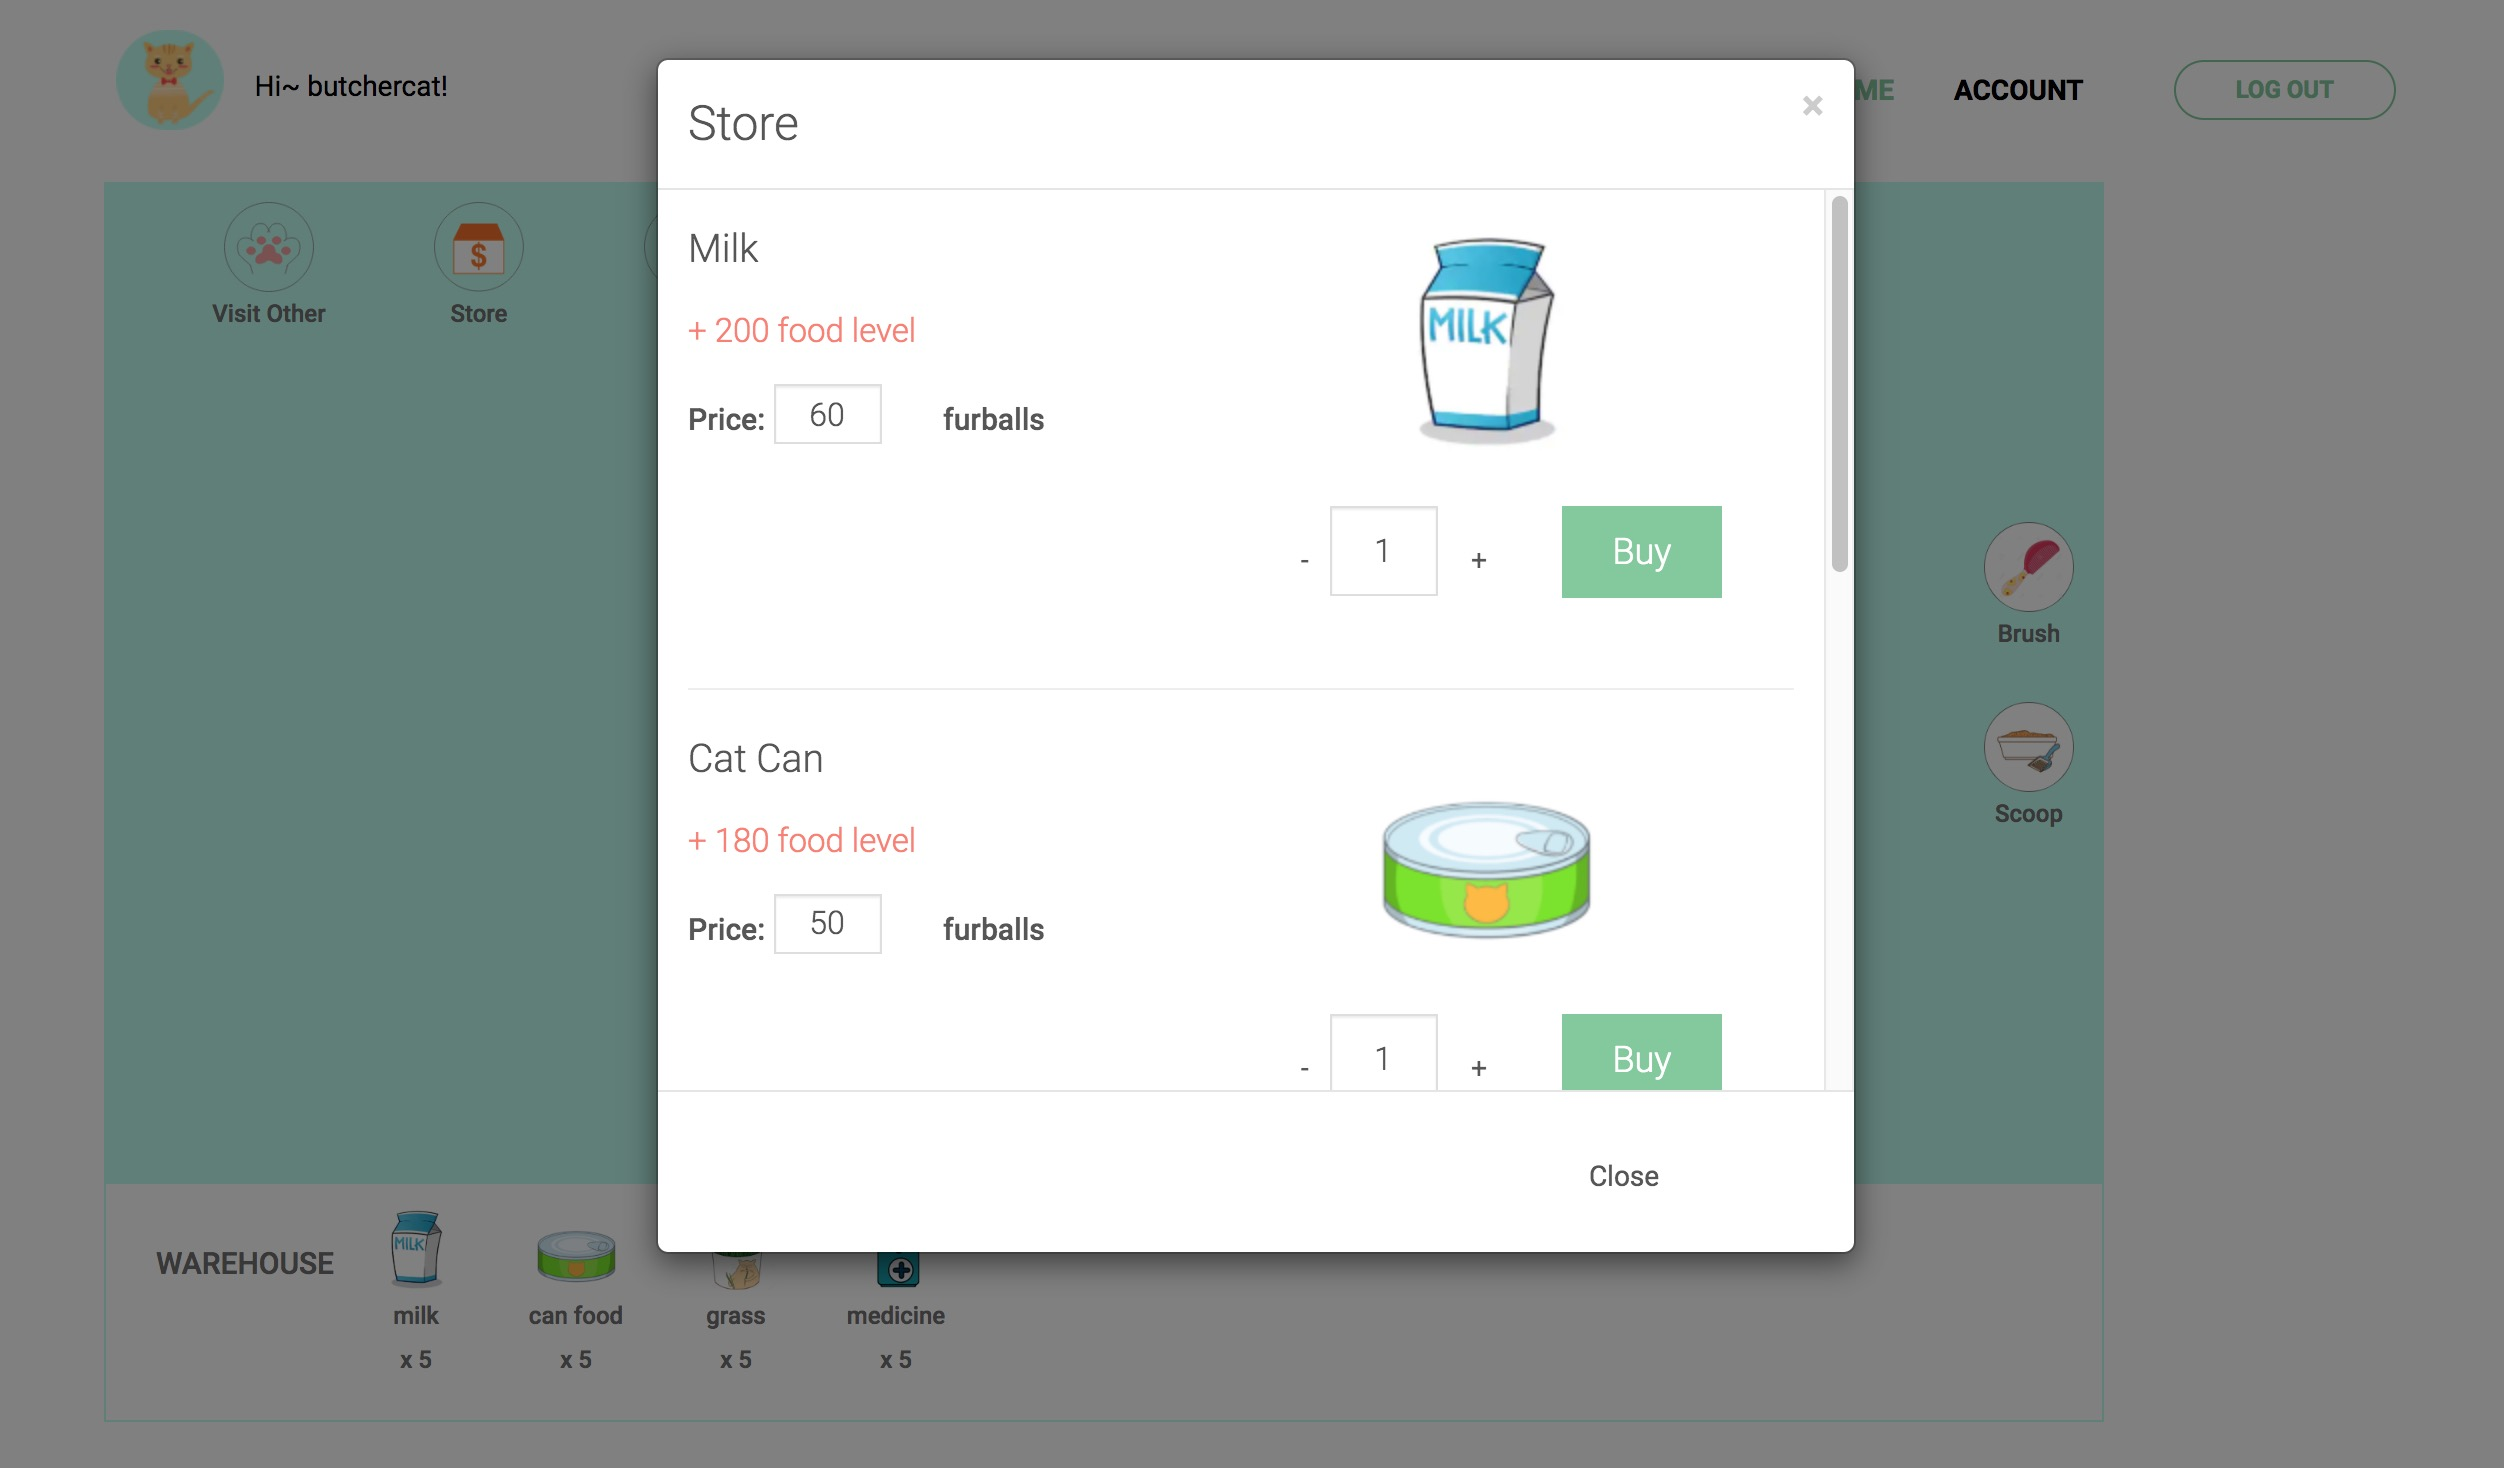 Hi~ butchercat!
ME
ACCOUNT
LOG OUT
Visit Other
$
Store
Store
×
Milk
+ 200 food level
Price: 60 furballs
MILK
- 1 + Buy
Cat Can
+ 180 food level
Price: 50 furballs
- 1 + Buy
Close
Brush
Scoop
WAREHOUSE
MILK
milk
x 5
can food
x 5
grass
x 5
medicine
x 5